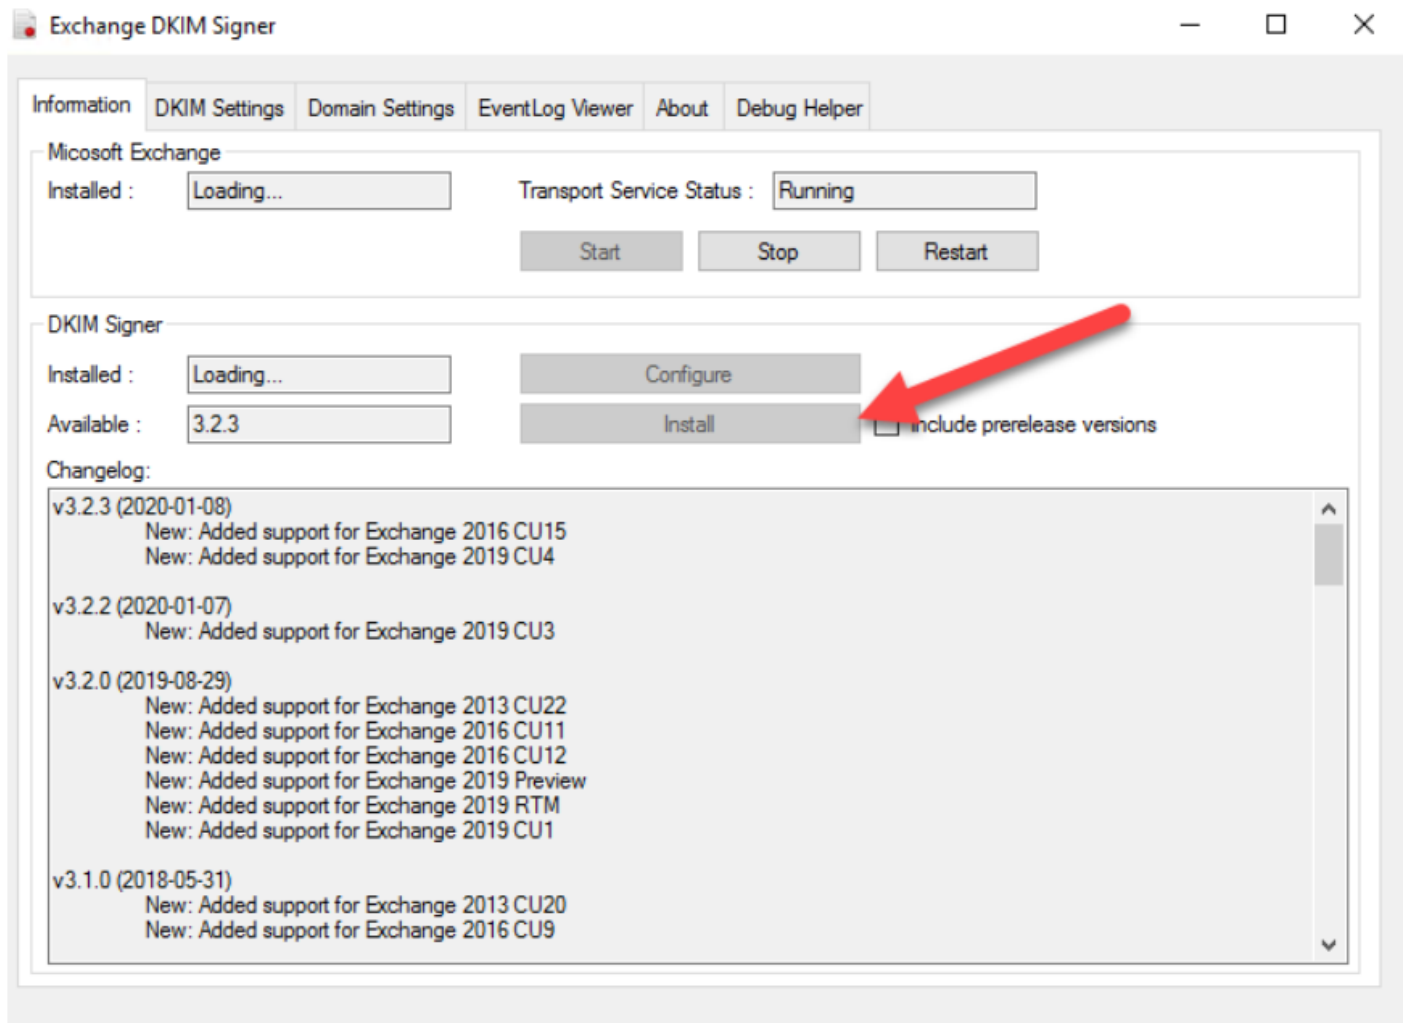 Exchange DKIM Signer
Information DKIM Settings Domain Settings EventLog Viewer About Debug Helper
Micosoft Exchange
Installed : Loading... Transport Service Status : Running
Start Stop Restart
DKIM Signer
Installed : Loading... Configure
Available : 3.2.3 Install Include prerelease versions
Changelog:
v3.2.3 (2020-01-08)
New: Added support for Exchange 2016 CU15
New: Added support for Exchange 2019 CU4
v3.2.2 (2020-01-07)
New: Added support for Exchange 2019 CU3
v3.2.0 (2019-08-29)
New: Added support for Exchange 2013 CU22
New: Added support for Exchange 2016 CU11
New: Added support for Exchange 2016 CU12
New: Added support for Exchange 2019 Preview
New: Added support for Exchange 2019 RTM
New: Added support for Exchange 2019 CU1
v3.1.0 (2018-05-31)
New: Added support for Exchange 2013 CU20
New: Added support for Exchange 2016 CU9